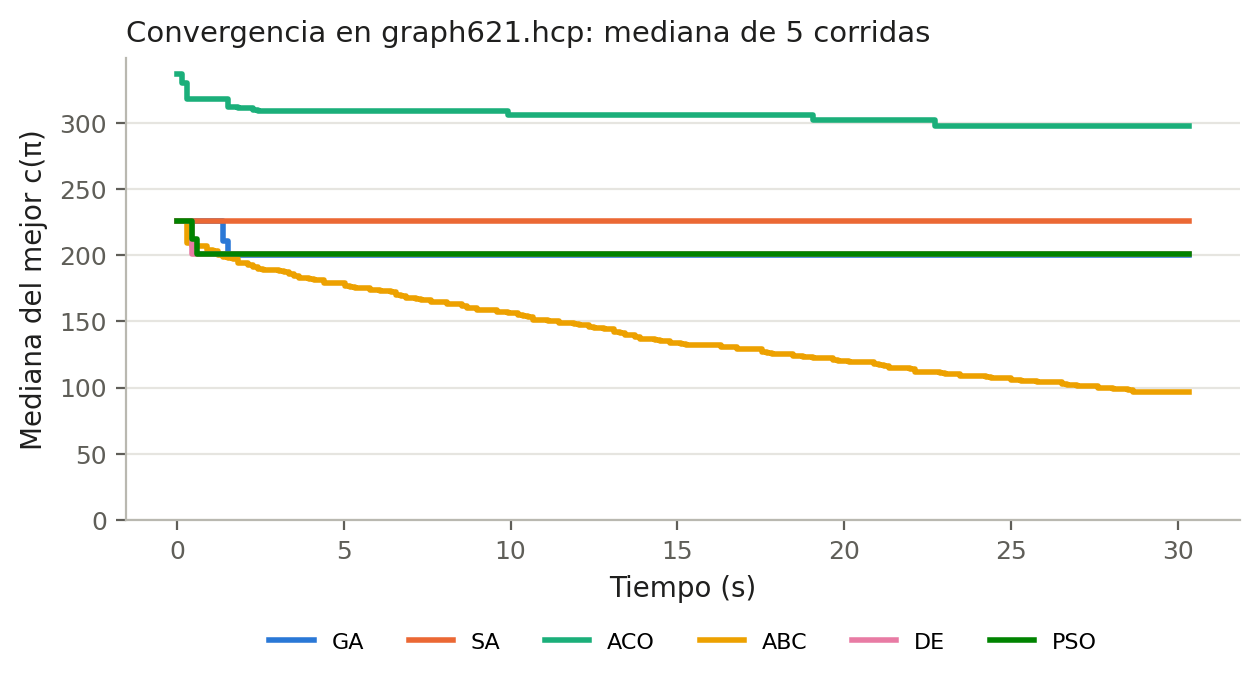 Convergencia en graph621.hcp: mediana de 5 corridas
Mediana del mejor c(π)
300
250
200
150
100
50
0
0 5 10 15 20 25 30
Tiempo (s)
GA SA ACO ABC DE PSO